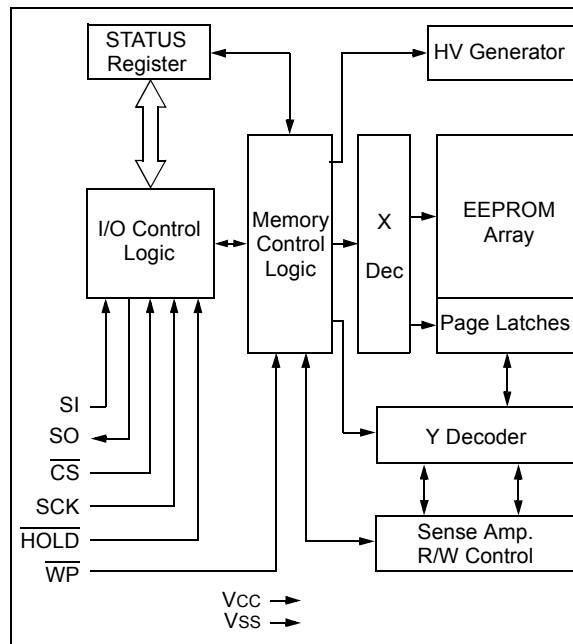 STATUS
Register
HV Generator
I/O Control
Logic
Memory
Control
Logic
X
Dec
EEPROM
Array
Page Latches
Y Decoder
Sense Amp.
R/W Control
SI
SO
CS
SCK
HOLD
WP
VCC
VSS